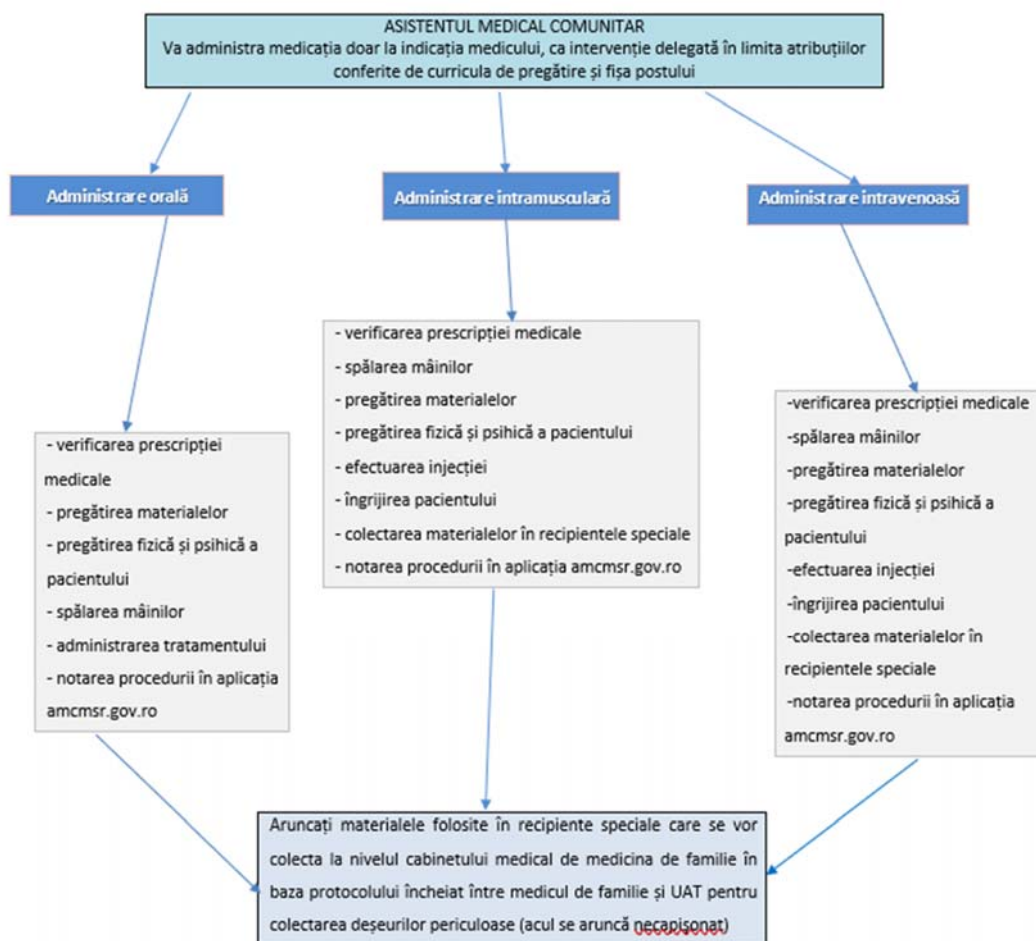 ASISTENTUL MEDICAL COMUNITAR
Va administra medicația doar la indicația medicului, ca intervenție delegată în limita atribuțiilor
conferite de curricula de pregătire și fișa postului
Administrare orală
Administrare intramusculară
Administrare intravenoasă
- verificarea prescripției
medicale
- pregătirea materialelor
- pregătirea fizică și psihică a
pacientului
- spălarea mâinilor
- administrarea tratamentului
- notarea procedurii în aplicația
amcmsr.gov.ro
- verificarea prescripției medicale
- spălarea mâinilor
- pregătirea materialelor
- pregătirea fizică și psihică a pacientului
- efectuarea injecției
- îngrijirea pacientului
- colectarea materialelor în recipientele speciale
- notarea procedurii în aplicația amcmsr.gov.ro
-verificarea prescripției medicale
-spălarea mâinilor
-pregătirea materialelor
-pregătirea fizică și psihică a
pacientului
-efectuarea injecției
-îngrijirea pacientului
-colectarea materialelor în
recipientele speciale
-notarea procedurii în aplicația
amcmsr.gov.ro
Aruncați materialele folosite în recipiente speciale care se vor
colecta la nivelul cabinetului medical de medicina de familie în
baza protocolului încheiat între medicul de familie și UAT pentru
colectarea deșeurilor periculoase (acul se aruncă necapișonat)